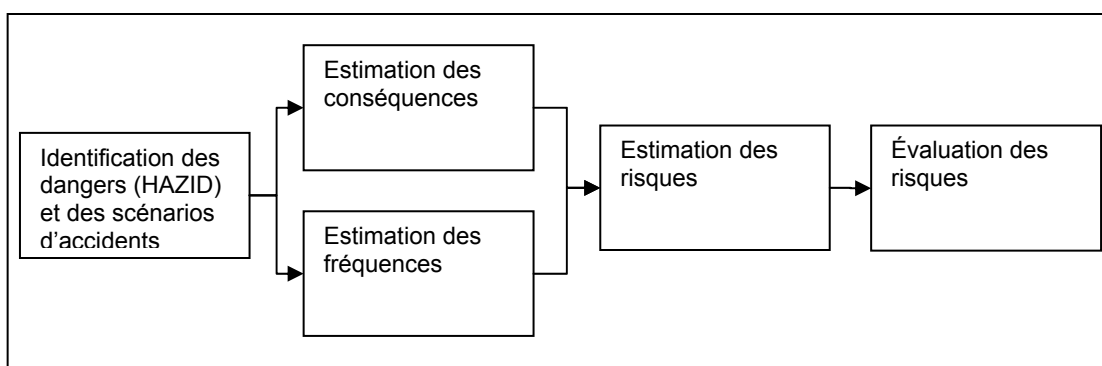 Identification des
dangers (HAZID)
et des scénarios
d'accidents
Estimation des
conséquences
Estimation des
fréquences
Estimation des
risques
Évaluation des
risques